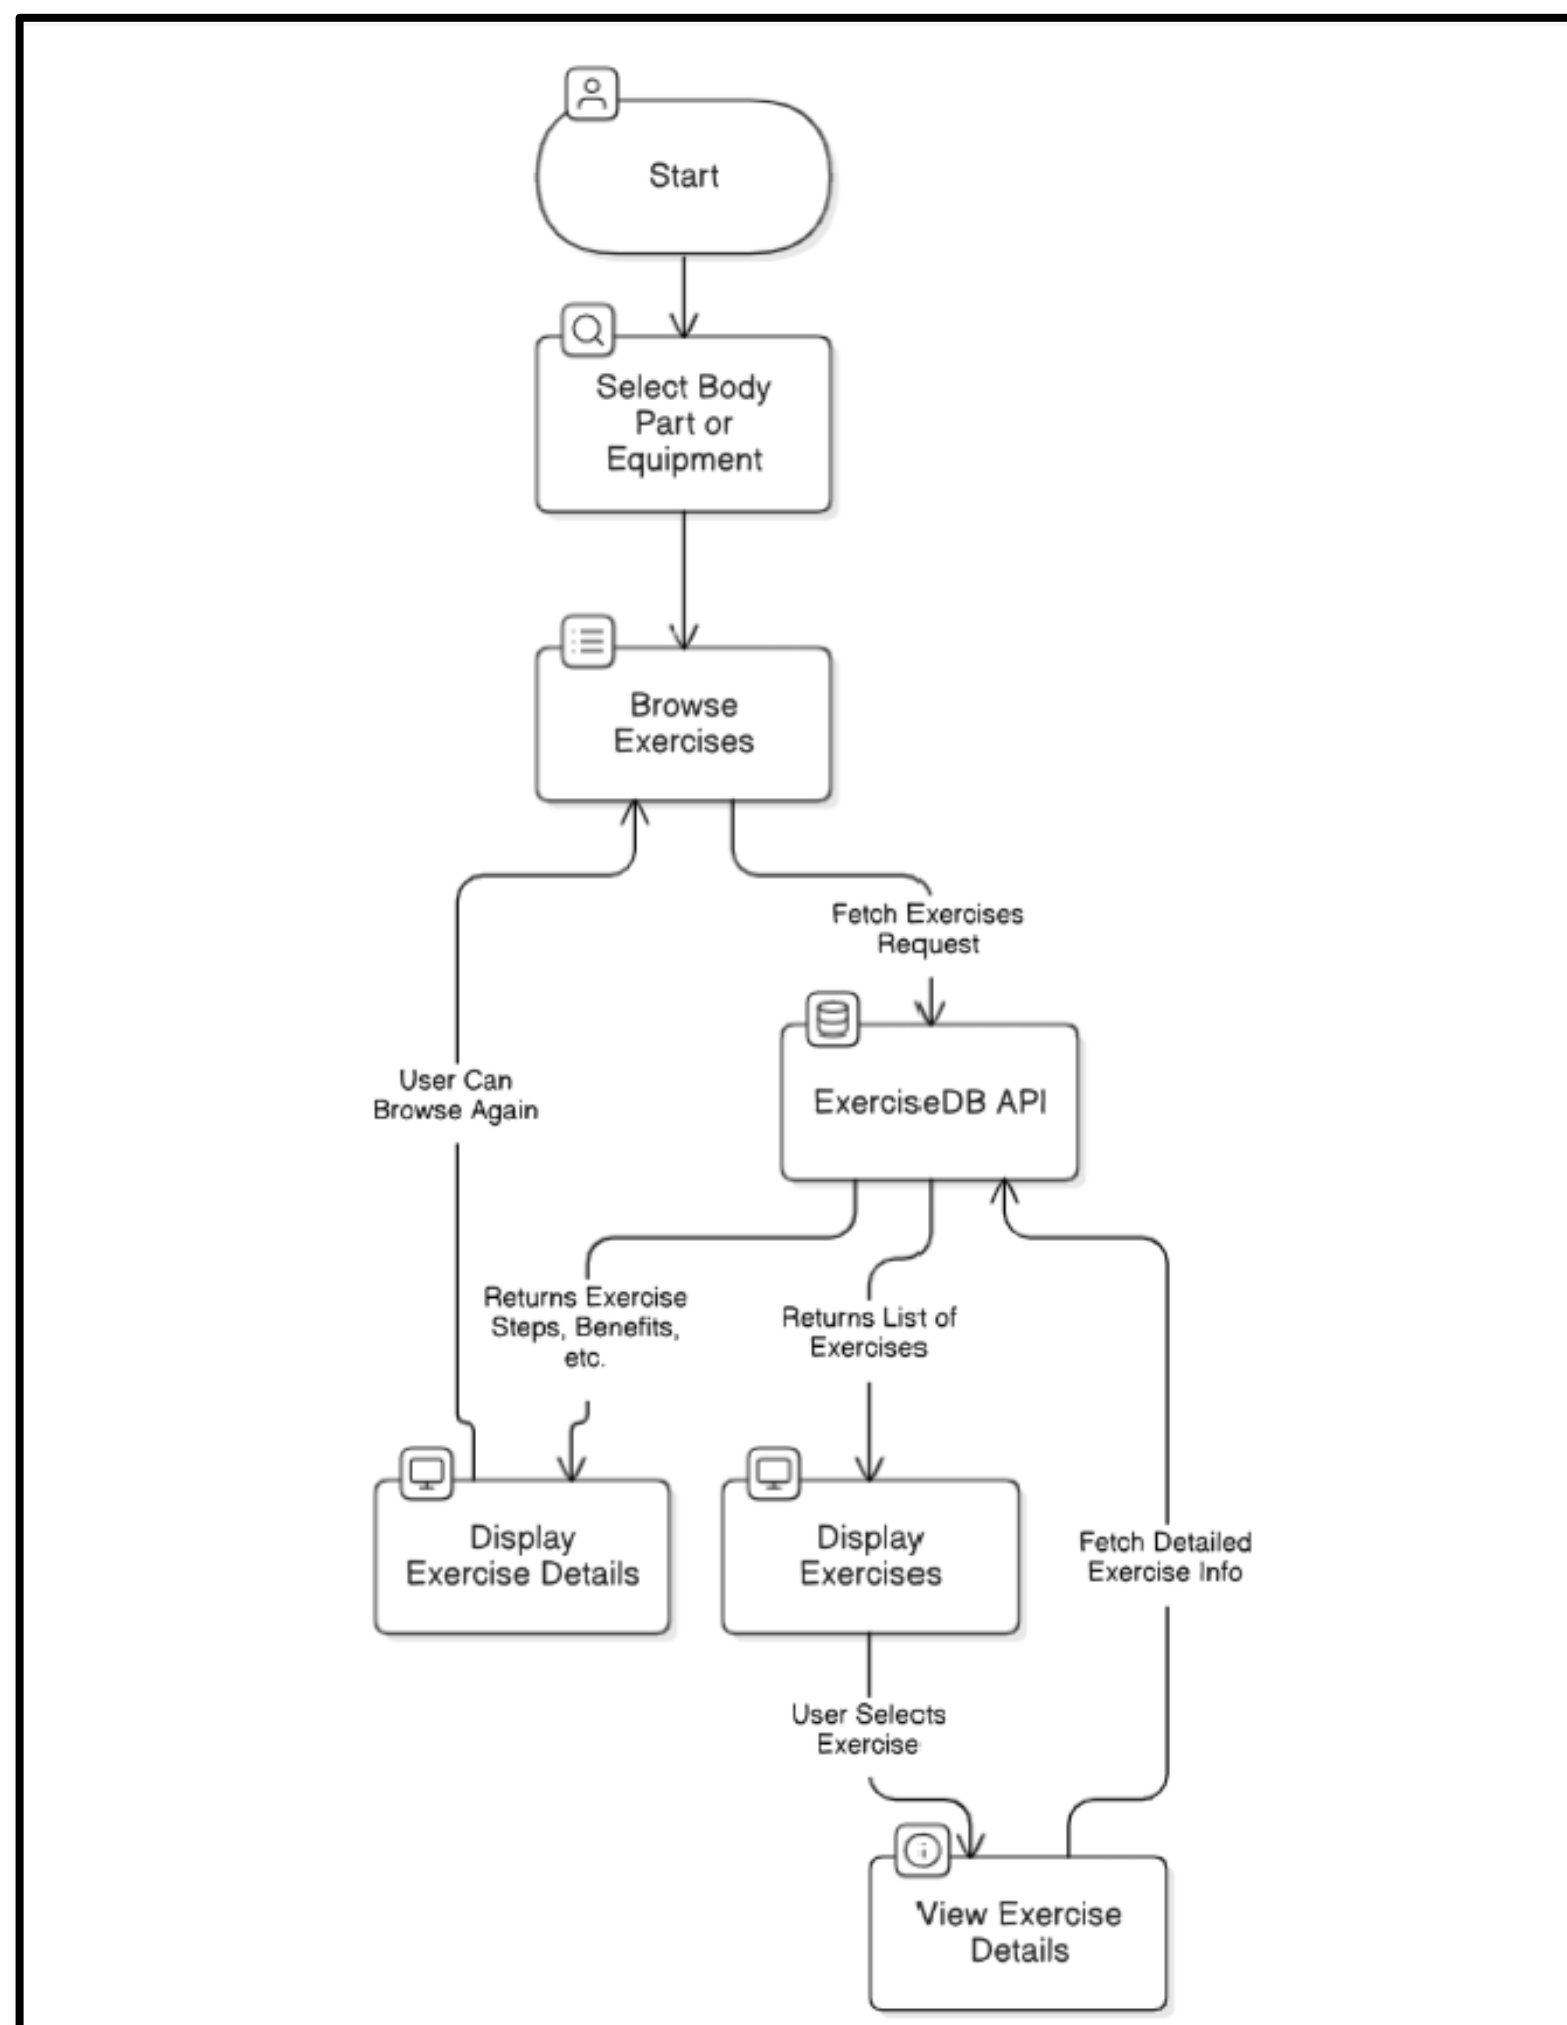 Start
Select Body
Part or
Equipment
Browse
Exercises
Fetch Exercises
Request
ExerciseDB API
User Can
Browse Again
Returns Exercise
Steps, Benefits,
etc.
Returns List of
Exercises
Display
Exercise Details
Display
Exercises
Fetch Detailed
Exercise Info
User Selects
Exercise
View Exercise
Details